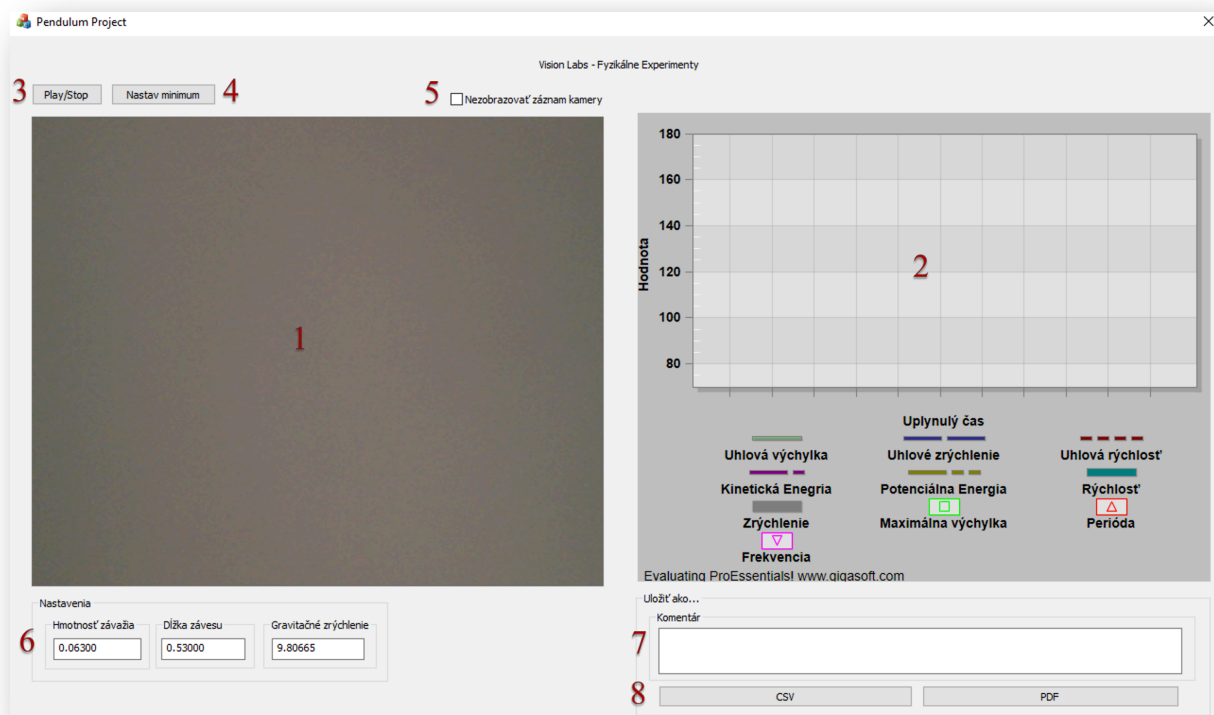 Pendulum Project
Vision Labs - Fyzikálne Experimenty
3 Play/Stop Nastav minimum 4 5 Nezobrazovať záznam kamery
1
180
160
140
120
100
80
Hodnota
2
Uplynulý čas
Uhlová výchylka Uhlové zrýchlenie Uhlová rýchlosť
Kinetická Enegria Potenciálna Energia Rýchlosť
Zrýchlenie Maximálna výchylka Perióda
Frekvencia
Evaluating ProEssentials! www.gigasoft.com
Nastavenia
6 Hmotnosť závažia Dĺžka závesu Gravitačné zrýchlenie
0.06300 0.53000 9.80665
Uložiť ako...
Komentár
7
8 CSV PDF